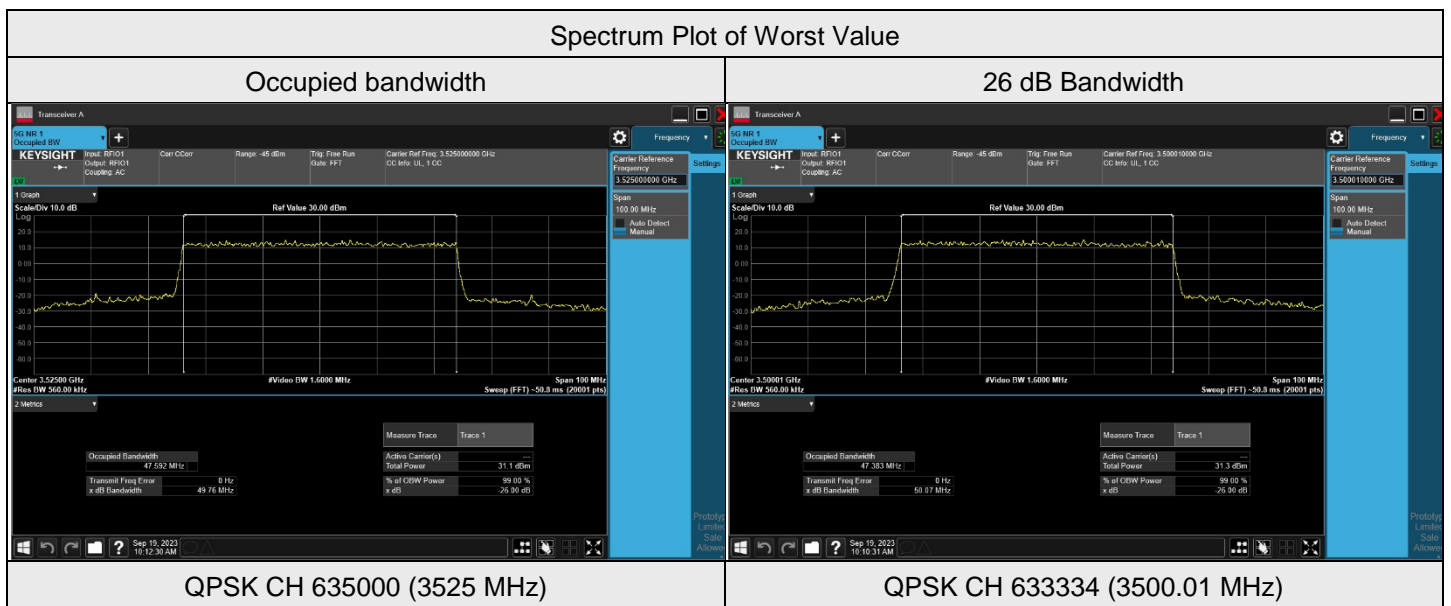 Spectrum Plot of Worst Value
Occupied bandwidth
26 dB Bandwidth
Transceiver A
5G NR 1
Occupied BW
+
Frequency
KEYSIGHT
Input: RFIO1
Output: RFIO1
Coupling: AC
Corr CCorr
Range: -45 dBm
Trig: Free Run
Gate: FFT
Carrier Ref Freq: 3.525000000 GHz
CC Info: UL, 1 CC
Carrier Reference
Frequency
3.525000000 GHz
Settings
Span
100.00 MHz
Auto Detect
Manual
1 Graph
Scale/Div 10.0 dB
Ref Value 30.00 dBm
Log
20.0
10.0
0.00
-10.0
-20.0
-30.0
-40.0
-50.0
-60.0
Center 3.52500 GHz
#Video BW 1.6000 MHz
Span 100 MHz
#Res BW 560.00 kHz
Sweep (FFT) ~50.8 ms (20001 pts)
2 Metrics
Measure Trace Trace 1
Occupied Bandwidth
47.592 MHz
Active Carrier(s) ---
Total Power 31.1 dBm
Transmit Freq Error 0 Hz
x dB Bandwidth 49.76 MHz
% of OBW Power 99.00 %
x dB -26.00 dB
Sep 19, 2023
10:12:30 AM
Limited
Sale
Transceiver A
5G NR 1
Occupied BW
+
Frequency
KEYSIGHT
Input: RFIO1
Output: RFIO1
Coupling: AC
Corr CCorr
Range: -45 dBm
Trig: Free Run
Gate: FFT
Carrier Ref Freq: 3.500010000 GHz
CC Info: UL, 1 CC
Carrier Reference
Frequency
3.500010000 GHz
Settings
Span
100.00 MHz
Auto Detect
Manual
1 Graph
Scale/Div 10.0 dB
Ref Value 30.00 dBm
Log
20.0
10.0
0.00
-10.0
-20.0
-30.0
-40.0
-50.0
-60.0
Center 3.50001 GHz
#Video BW 1.6000 MHz
Span 100 MHz
#Res BW 560.00 kHz
Sweep (FFT) ~50.8 ms (20001 pts)
2 Metrics
Measure Trace Trace 1
Occupied Bandwidth
47.383 MHz
Active Carrier(s) ---
Total Power 31.3 dBm
Transmit Freq Error 0 Hz
x dB Bandwidth 50.07 MHz
% of OBW Power 99.00 %
x dB -26.00 dB
Sep 19, 2023
10:10:31 AM
Sale
QPSK CH 635000 (3525 MHz)
QPSK CH 633334 (3500.01 MHz)